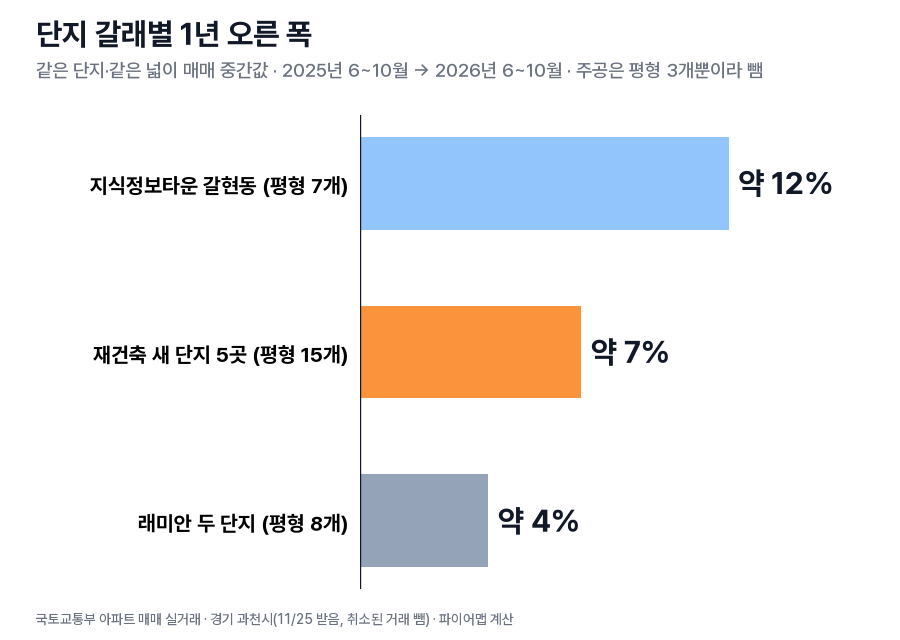 단지 갈래별 1년 오른 폭
같은 단지·같은 넓이 매매 중간값 · 2025년 6~10월 → 2026년 6~10월 · 주공은 평형 3개뿐이라 뺌
지식정보타운 갈현동 (평형 7개) 약 12%
재건축 새 단지 5곳 (평형 15개) 약 7%
래미안 두 단지 (평형 8개) 약 4%
국토교통부 아파트 매매 실거래 · 경기 과천시(11/25 받음, 취소된 거래 뺌) · 파이어맵 계산